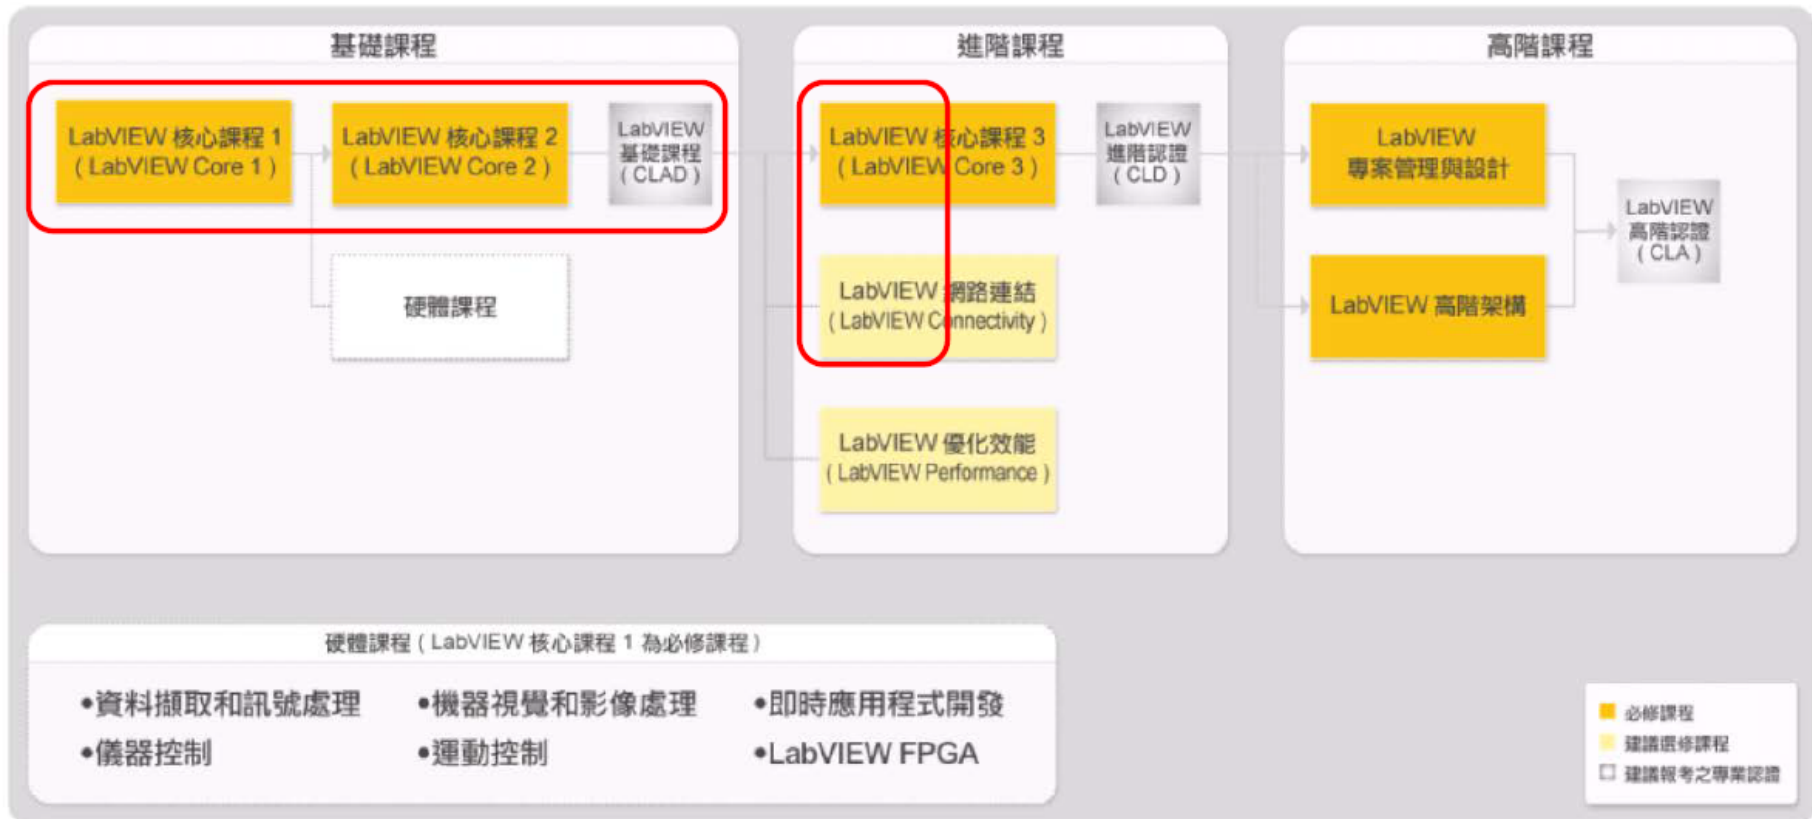 基礎課程
LabVIEW 核心課程 1
( LabVIEW Core 1 )
LabVIEW 核心課程 2
( LabVIEW Core 2 )
LabVIEW
基礎課程
( CLAD )
硬體課程
進階課程
LabVIEW 核心課程 3
( LabVIEW Core 3 )
LabVIEW
進階認證
( CLD )
LabVIEW 網路連結
( LabVIEW Connectivity )
LabVIEW 優化效能
( LabVIEW Performance )
高階課程
LabVIEW
專案管理與設計
LabVIEW 高階架構
LabVIEW
高階認證
( CLA )
硬體課程 ( LabVIEW 核心課程 1 為必修課程 )
•資料擷取和訊號處理
•機器視覺和影像處理
•即時應用程式開發
•儀器控制
•運動控制
•LabVIEW FPGA
必修課程
建議選修課程
建議報考之專業認證